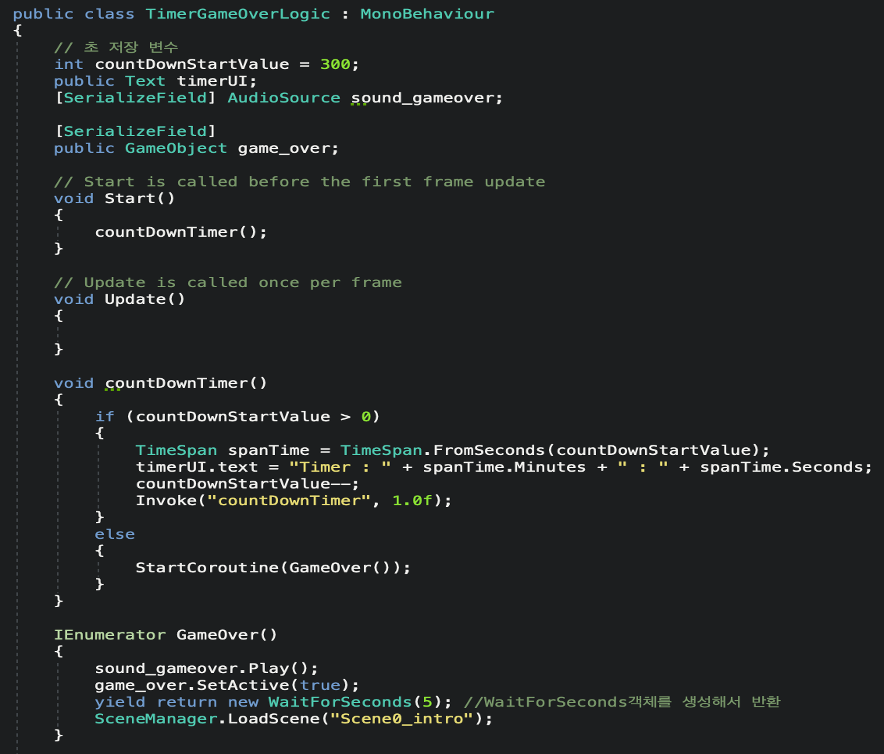 public class TimerGameOverLogic : MonoBehaviour
{
// 초 저장 변수
int countDownStartValue = 300;
public Text timerUI;
[SerializeField] AudioSource sound_gameover;
[SerializeField]
public GameObject game_over;
// Start is called before the first frame update
void Start()
{
countDownTimer();
}
// Update is called once per frame
void Update()
{
}
void countDownTimer()
{
if (countDownStartValue > 0)
{
TimeSpan spanTime = TimeSpan.FromSeconds(countDownStartValue);
timerUI.text = "Timer : " + spanTime.Minutes + " : " + spanTime.Seconds;
countDownStartValue--;
Invoke("countDownTimer", 1.0f);
}
else
{
StartCoroutine(GameOver());
}
}
IEnumerator GameOver()
{
sound_gameover.Play();
game_over.SetActive(true);
yield return new WaitForSeconds(5); //WaitForSeconds객체를 생성해서 반환
SceneManager.LoadScene("Scene0_intro");
}